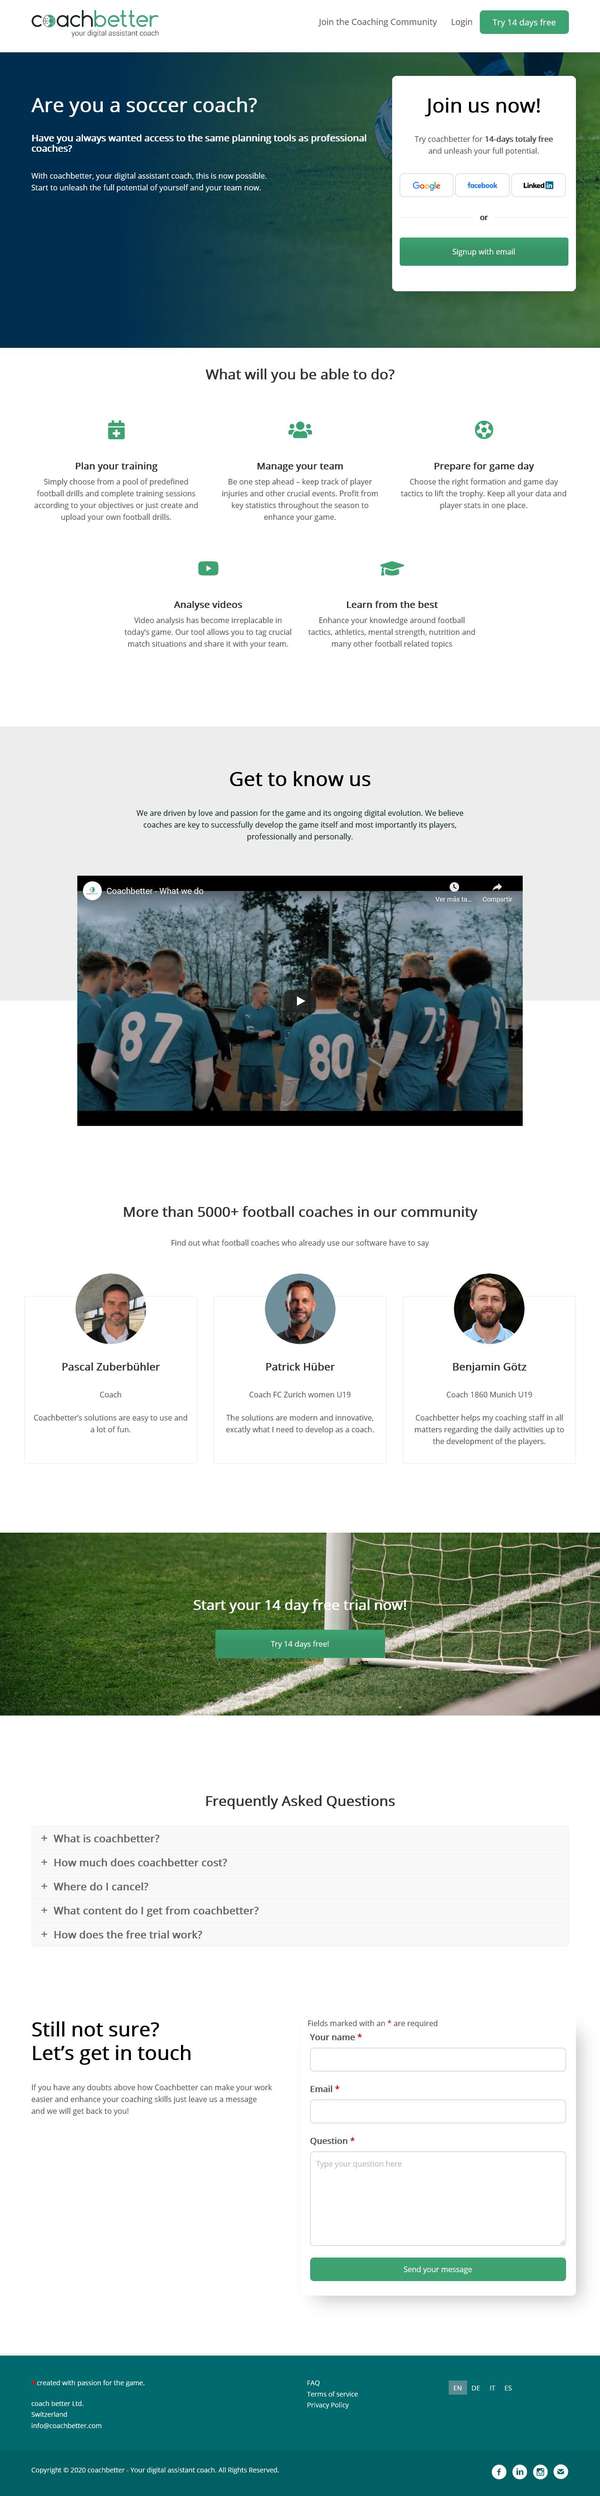 coachbetter
your digital assistant coach
Join the Coaching Community
Login
Try 14 days free
Are you a soccer coach?
Have you always wanted access to the same planning tools as professional
coaches?
With coachbetter, your digital assistant coach, this is now possible.
Start to unleash the full potential of yourself and your team now.
Join us now!
Try coachbetter for 14-days totaly free
and unleash your full potential.
Google
facebook
LinkedIn
or
Signup with email
What will you be able to do?
Plan your training
Simply choose from a pool of predefined
football drills and complete training sessions
according to your objectives or just create and
upload your own football drills.
Manage your team
Be one step ahead – keep track of player
injuries and other crucial events. Profit from
key statistics throughout the season to
enhance your game.
Prepare for game day
Choose the right formation and game day
tactics to lift the trophy. Keep all your data and
player stats in one place.
Analyse videos
Video analysis has become irreplacable in
today's game. Our tool allows you to tag crucial
match situations and share it with your team.
Learn from the best
Enhance your knowledge around football
tactics, athletics, mental strength, nutrition and
many other football related topics
Get to know us
We are driven by love and passion for the game and its ongoing digital evolution. We believe
coaches are key to successfully develop the game itself and most importantly its players,
professionally and personally.
Coachbetter - What we do
Ver más ta...
Compartir
87
80
73
91
More than 5000+ football coaches in our community
Find out what football coaches who already use our software have to say
Pascal Zuberbühler
Coach
Coachbetter's solutions are easy to use and
a lot of fun.
Patrick Hüber
Coach FC Zurich women U19
The solutions are modern and innovative,
excatly what I need to develop as a coach.
Benjamin Götz
Coach 1860 Munich U19
Coachbetter helps my coaching staff in all
matters regarding the daily activities up to
the development of the players.
Start your 14 day free trial now!
Try 14 days free!
Frequently Asked Questions
+ What is coachbetter?
+ How much does coachbetter cost?
+ Where do I cancel?
+ What content do I get from coachbetter?
+ How does the free trial work?
Still not sure?
Let's get in touch
If you have any doubts above how Coachbetter can make your work
easier and enhance your coaching skills just leave us a message
and we will get back to you!
Fields marked with an * are required
Your name *
Email *
Question *
Type your question here
Send your message
created with passion for the game.
coach better Ltd.
Switzerland
info@coachbetter.com
FAQ
Terms of service
Privacy Policy
EN DE IT ES
Copyright © 2020 coachbetter - Your digital assistant coach. All Rights Reserved.